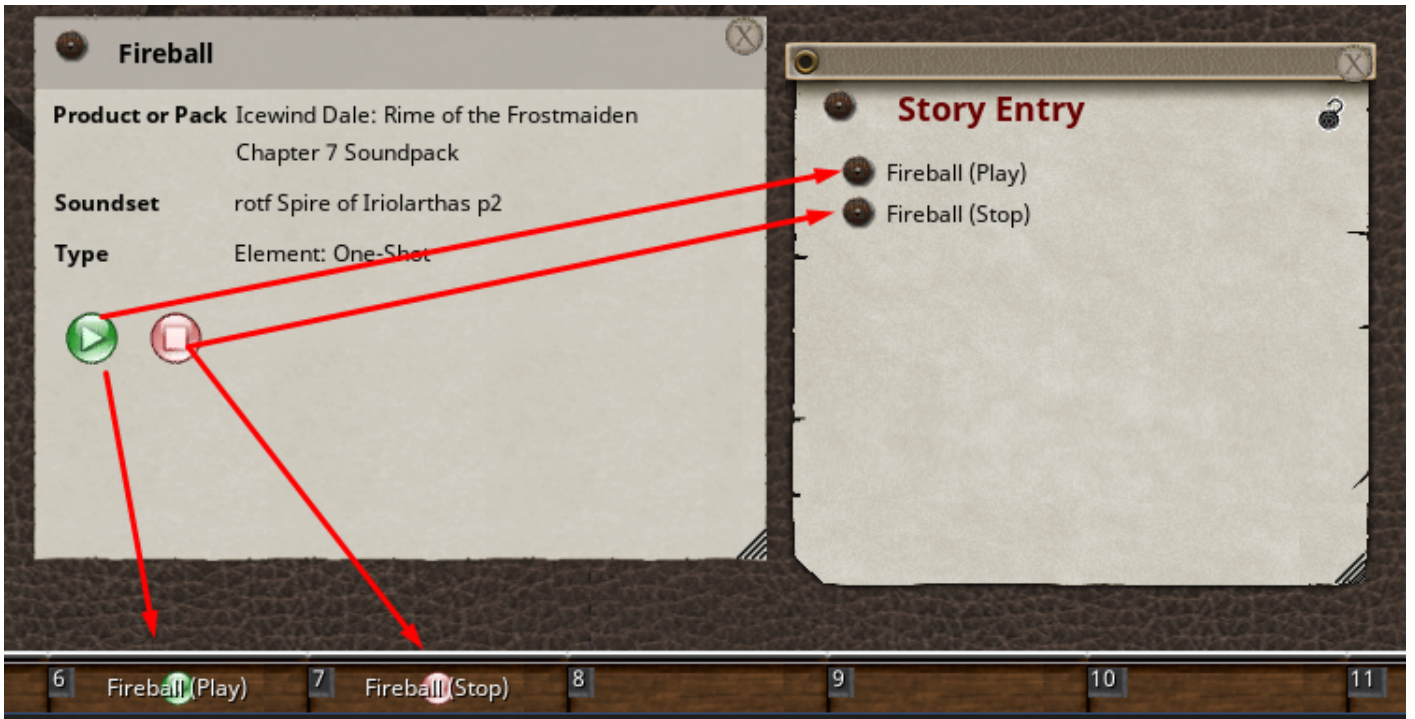 Fireball
Product or Pack Icewind Dale: Rime of the Frostmaiden
Chapter 7 Soundpack
Soundset rotf Spire of Iriolarthas p2
Type Element: One-Shot
X
X
Story Entry
Fireball (Play)
Fireball (Stop)
6 Fireball (Play) 7 Fireball (Stop) 8 9 10 11